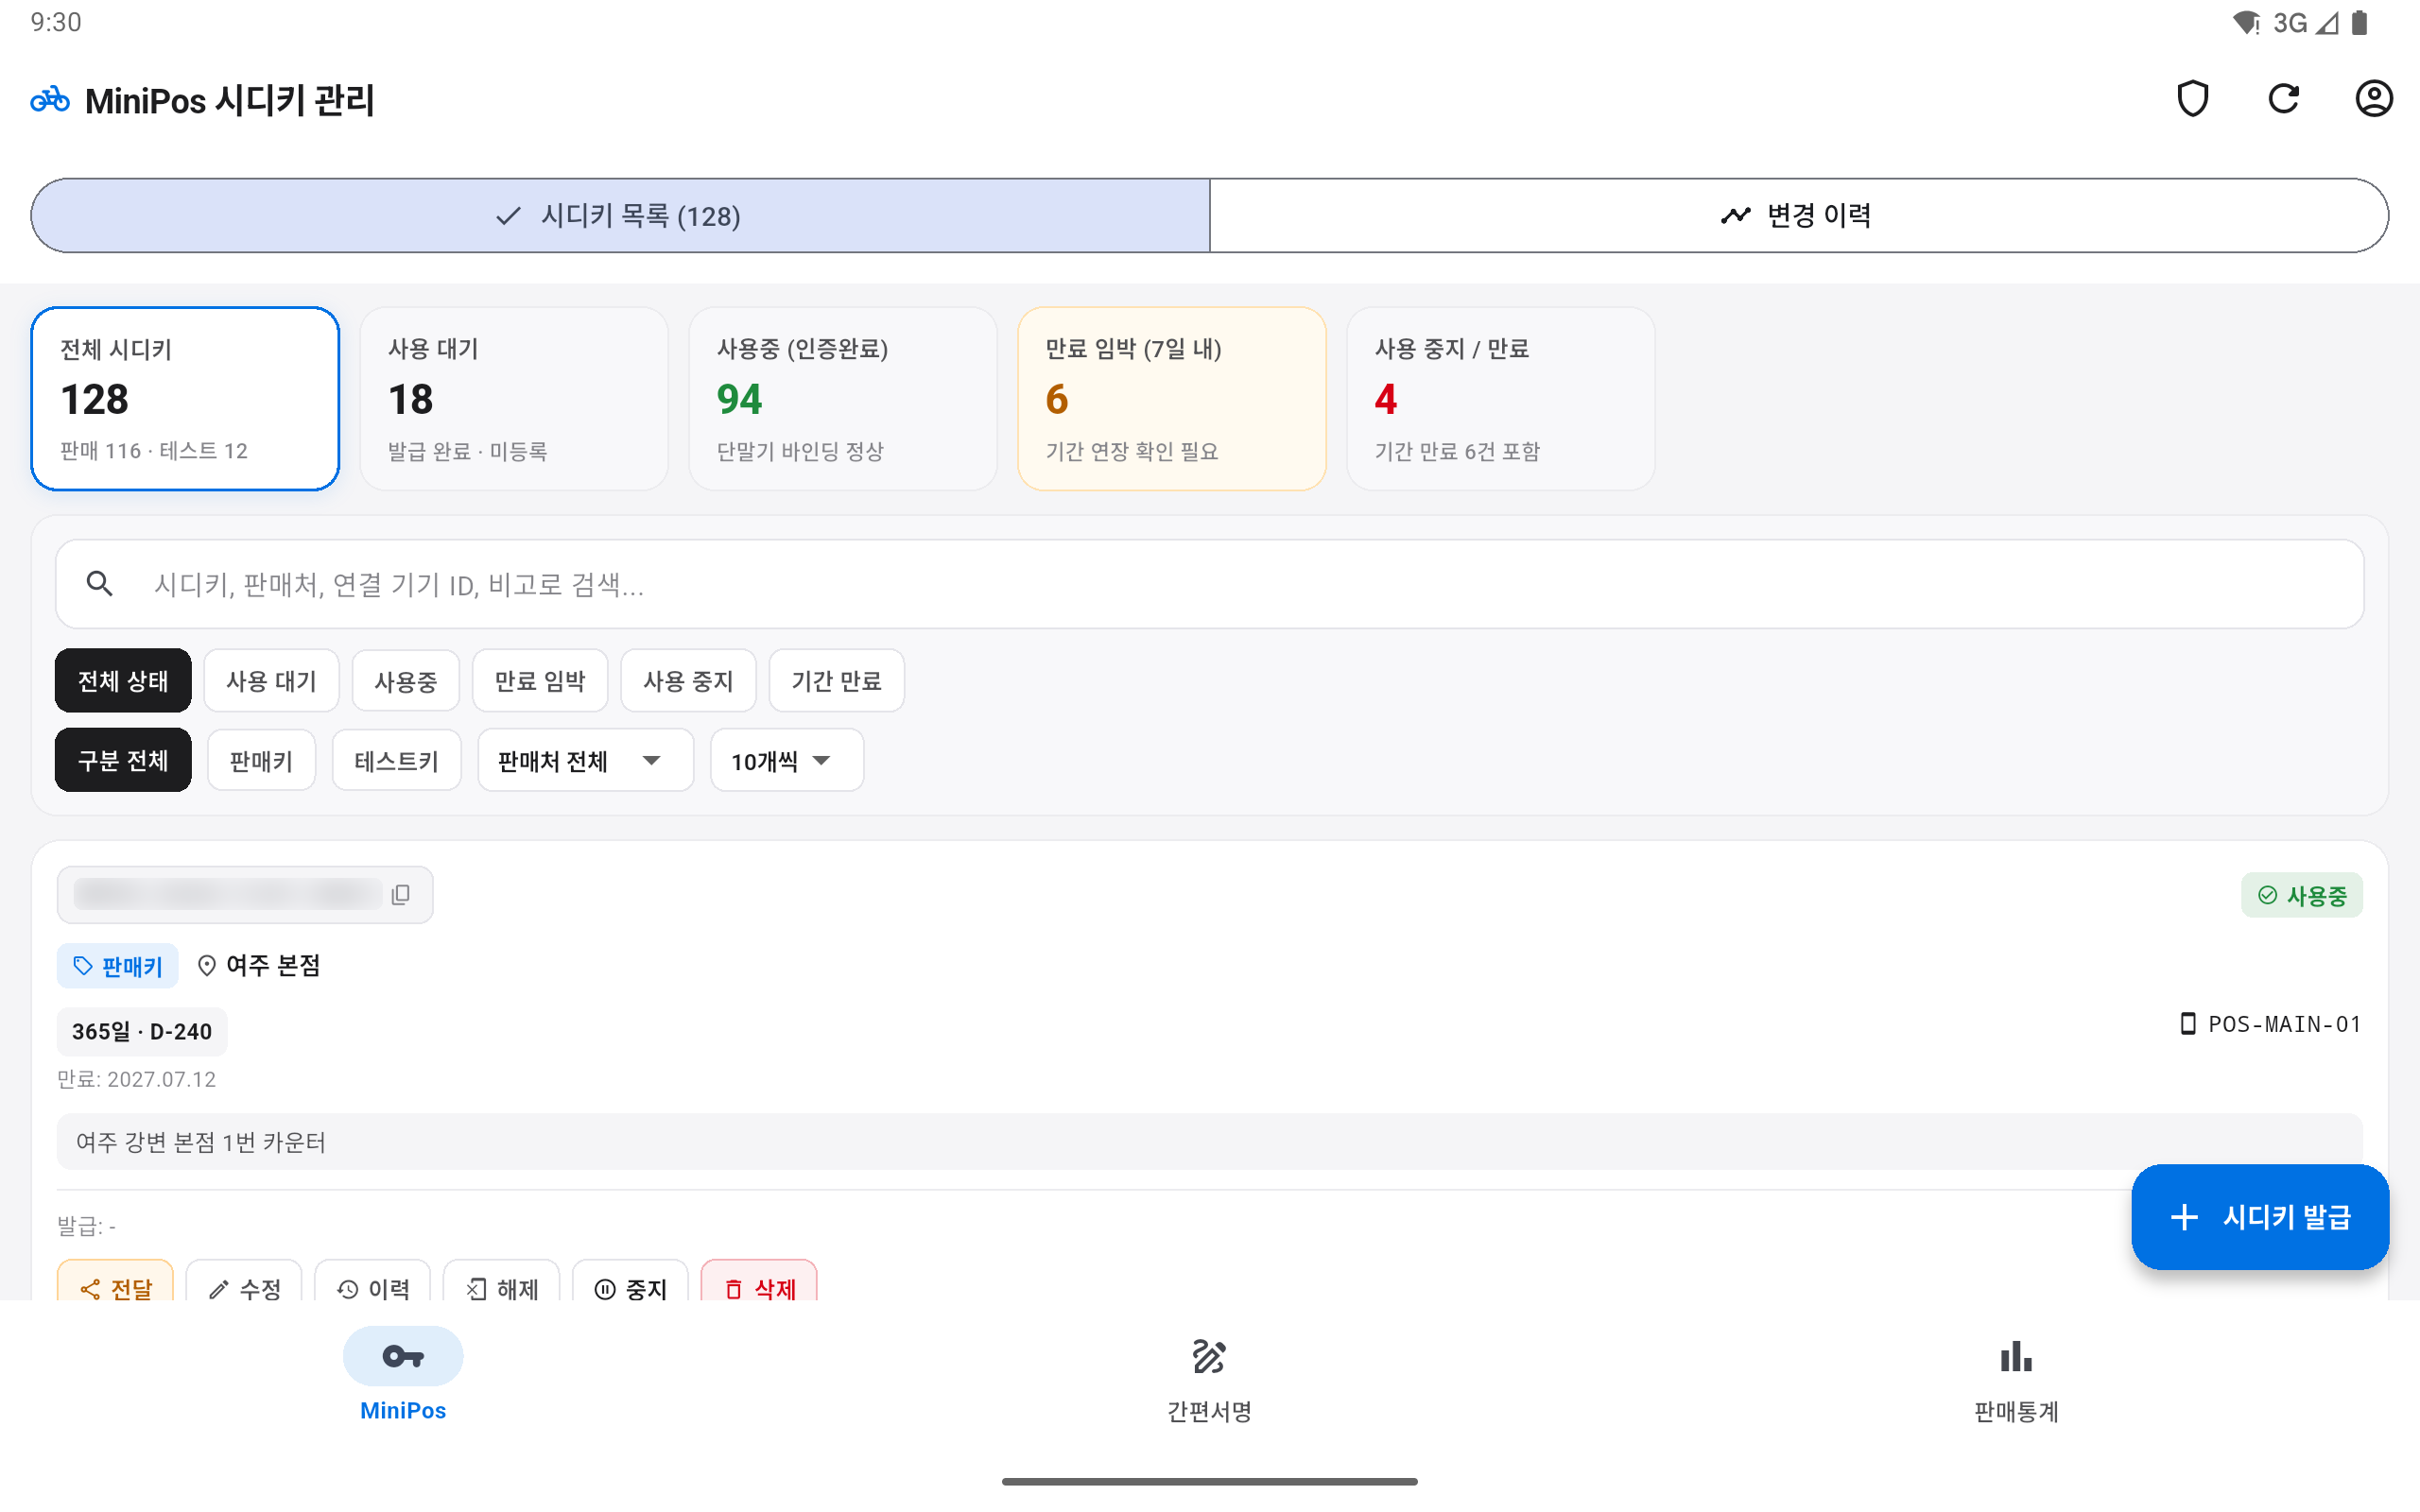 9:30
3G
MiniPos 시디키 관리
시디키 목록 (128)
변경 이력
전체 시디키
128
판매 116 · 테스트 12
사용 대기
18
발급 완료 · 미등록
사용중 (인증완료)
94
단말기 바인딩 정상
만료 임박 (7일 내)
6
기간 연장 확인 필요
사용 중지 / 만료
4
기간 만료 6건 포함
시디키, 판매처, 연결 기기 ID, 비고로 검색...
전체 상태 사용 대기 사용중 만료 임박 사용 중지 기간 만료
구분 전체 판매키 테스트키 판매처 전체 10개씩
사용중
판매키 여주 본점
365일 · D-240
POS-MAIN-01
만료: 2027.07.12
여주 강변 본점 1번 카운터
발급: -
시디키 발급
전달 수정 이력 해제 중지 삭제
MiniPos
간편서명
판매통계